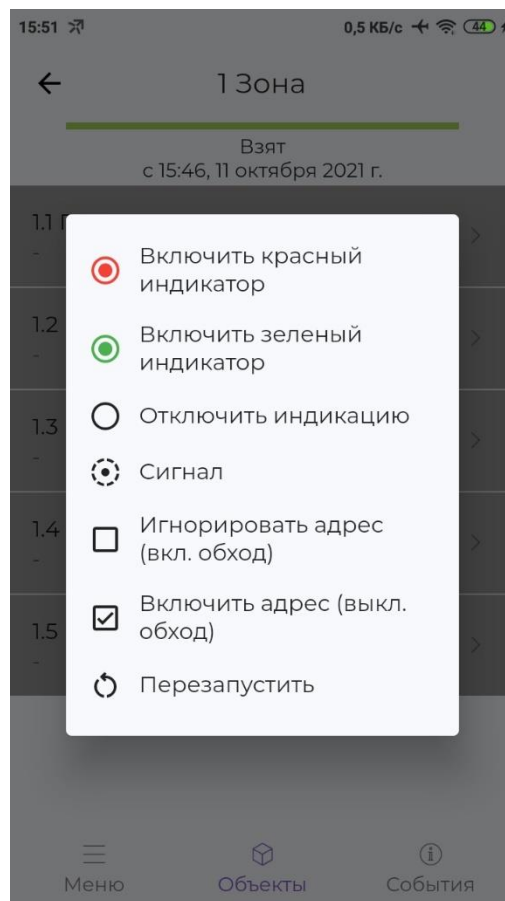 15:51 0,5 КБ/с 44
1 Зона
Взят
с 15:46, 11 октября 2021 г.
1.1
-
Включить красный
индикатор
1.2
-
Включить зеленый
индикатор
1.3
-
Отключить индикацию
Сигнал
1.4
-
Игнорировать адрес
(вкл. обход)
1.5
-
Включить адрес (выкл.
обход)
Перезапустить
Меню Объекты События